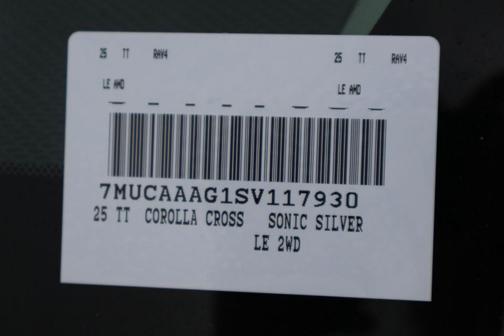 25 TT RAV4 25 TT RAV4
LE AWD LE AWD
7MUCAAAG1SV117930
25 TT COROLLA CROSS SONIC SILVER
LE 2WD